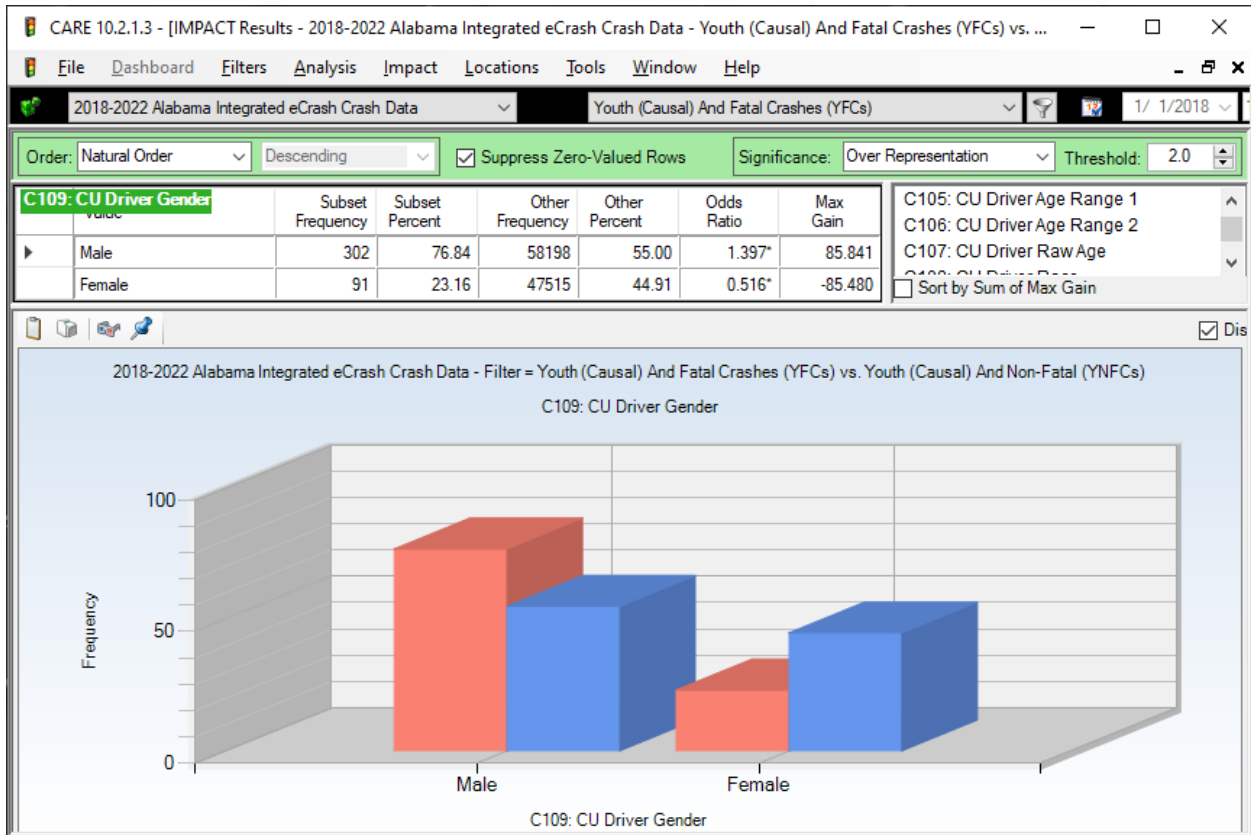 CARE 10.2.1.3 - [IMPACT Results - 2018-2022 Alabama Integrated eCrash Crash Data - Youth (Causal) And Fatal Crashes (YFCs) vs. ...
File Dashboard Filters Analysis Impact Locations Tools Window Help
2018-2022 Alabama Integrated eCrash Crash Data Youth (Causal) And Fatal Crashes (YFCs) 1/ 1/2018
Order: Natural Order Descending Suppress Zero-Valued Rows Significance: Over Representation Threshold: 2.0
C109: CU Driver Gender Subset Frequency Subset Percent Other Frequency Other Percent Odds Ratio Max Gain
Male 302 76.84 58198 55.00 1.397* 85.841
Female 91 23.16 47515 44.91 0.516* -85.480
C105: CU Driver Age Range 1
C106: CU Driver Age Range 2
C107: CU Driver Raw Age
Sort by Sum of Max Gain
Dis
2018-2022 Alabama Integrated eCrash Crash Data - Filter = Youth (Causal) And Fatal Crashes (YFCs) vs. Youth (Causal) And Non-Fatal (YNFCs)
C109: CU Driver Gender
100
50
0
Frequency
Male Female
C109: CU Driver Gender